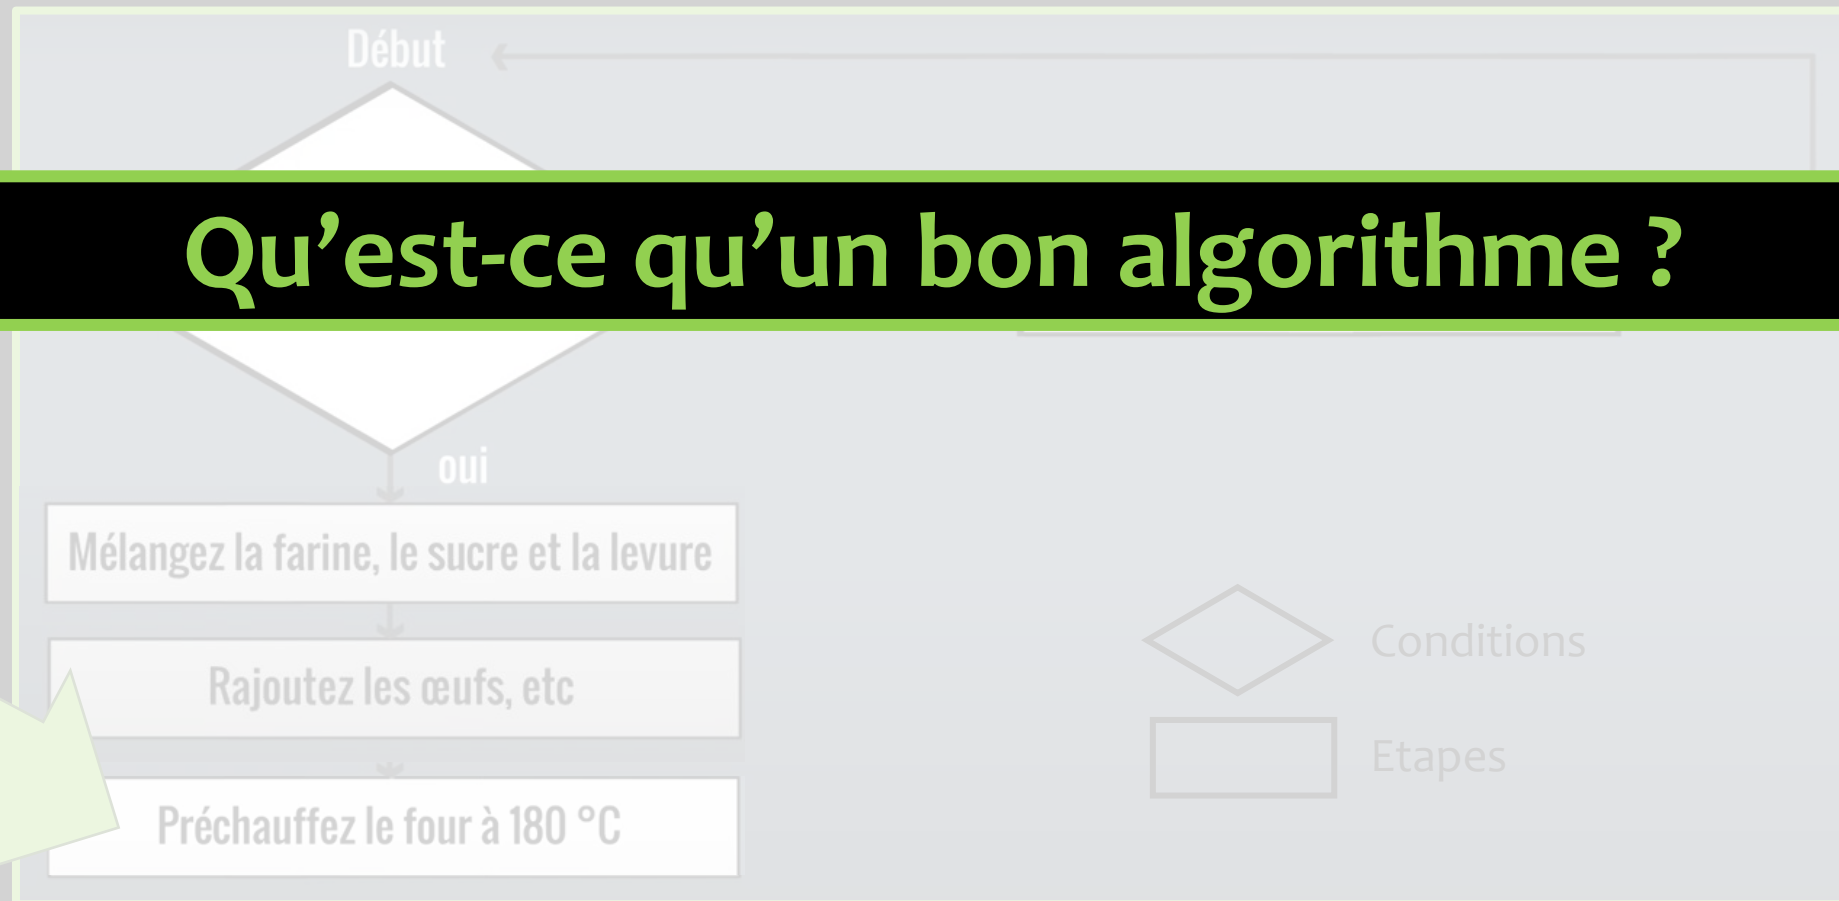 Début
Qu’est-ce qu’un bon algorithme ?
oui
Mélangez la farine, le sucre et la levure
Rajoutez les œufs, etc
Préchauffez le four à 180 °C
Conditions
Etapes